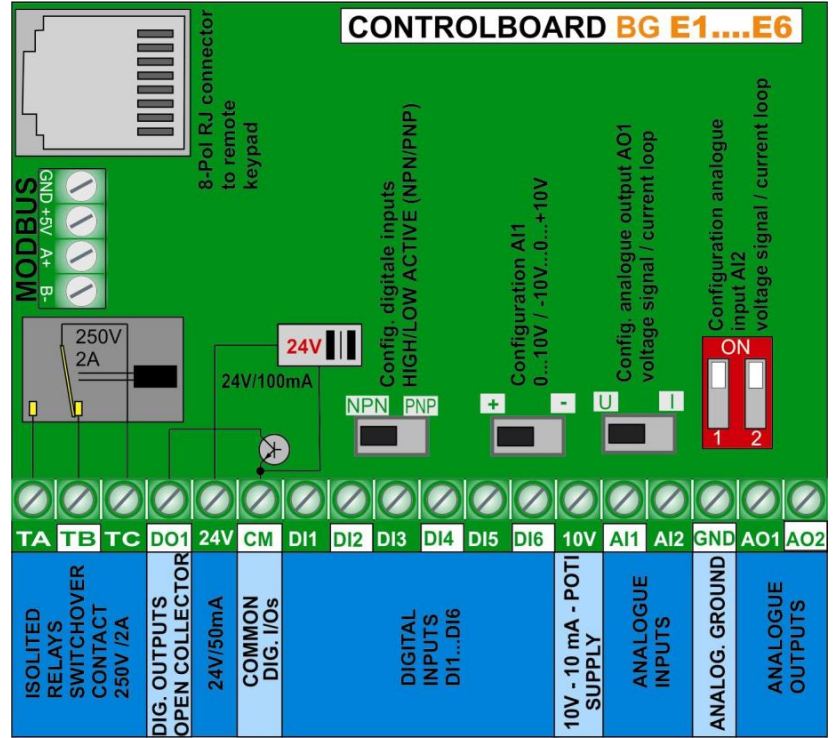 CONTROLBOARD BG E1....E6
8-Pol RJ connector
to remote
keypad
MODBUS
GND +5V A+ B-
250V
2A
24V
24V/100mA
Config. digitale inputs
HIGH/LOW ACTIVE (NPN/PNP)
NPN PNP
Configuration AI1
0...10V / -10V...0...+10V
+ -
Config. analogue output AO1
voltage signal / current loop
U I
Configuration analogue
input AI2
voltage signal / current loop
ON
1 2
TA TB TC DO1 24V CM DI1 DI2 DI3 DI4 DI5 DI6 10V AI1 AI2 GND AO1 AO2
ISOLITED
RELAYS
SWITCHOVER
CONTACT
250V /2A
DIG. OUTPUTS
OPEN COLLECTOR
24V/50mA
COMMON
DIG. I/Os
DIGITAL
INPUTS
DI1...DI6
10V - 10 mA - POTI
SUPPLY
ANALOGUE
INPUTS
ANALOG. GROUND
ANALOGUE
OUTPUTS